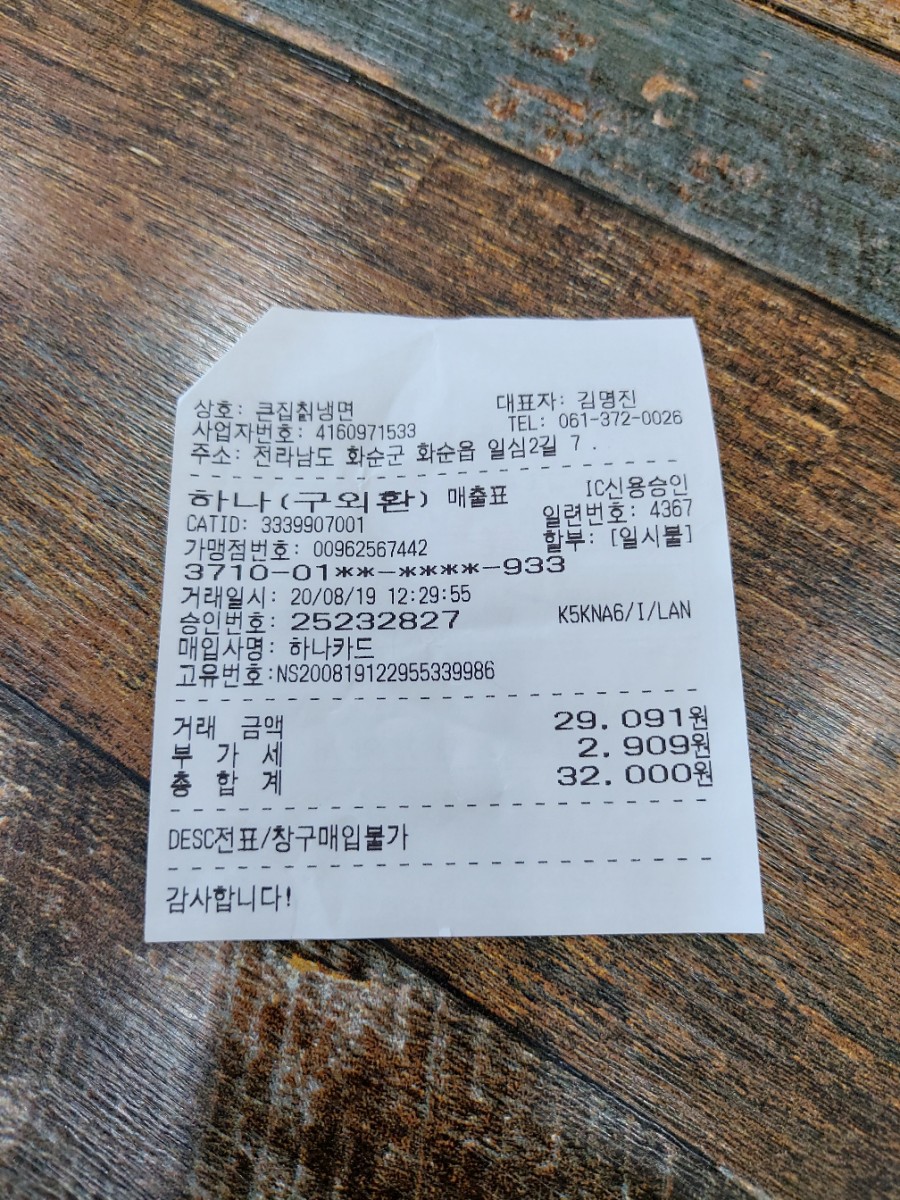 상호: 큰집칡냉면 대표자: 김명진
사업자번호: 4160971533 TEL: 061-372-0026
주소: 전라남도 화순군 화순읍 일심2길 7 .
하나(구외환) 매출표 IC신용승인
CATID: 3339907001 일련번호: 4367
가맹점번호: 00962567442 할부: [일시불]
3710-01**-****-933
거래일시: 20/08/19 12:29:55
승인번호: 25232827 K5KNA6/I/LAN
매입사명: 하나카드
고유번호:NS200819122955339986
거래 금액 29.091원
부 가 세 2.909원
총 합 계 32.000원
DESC전표/창구매입불가
감사합니다!